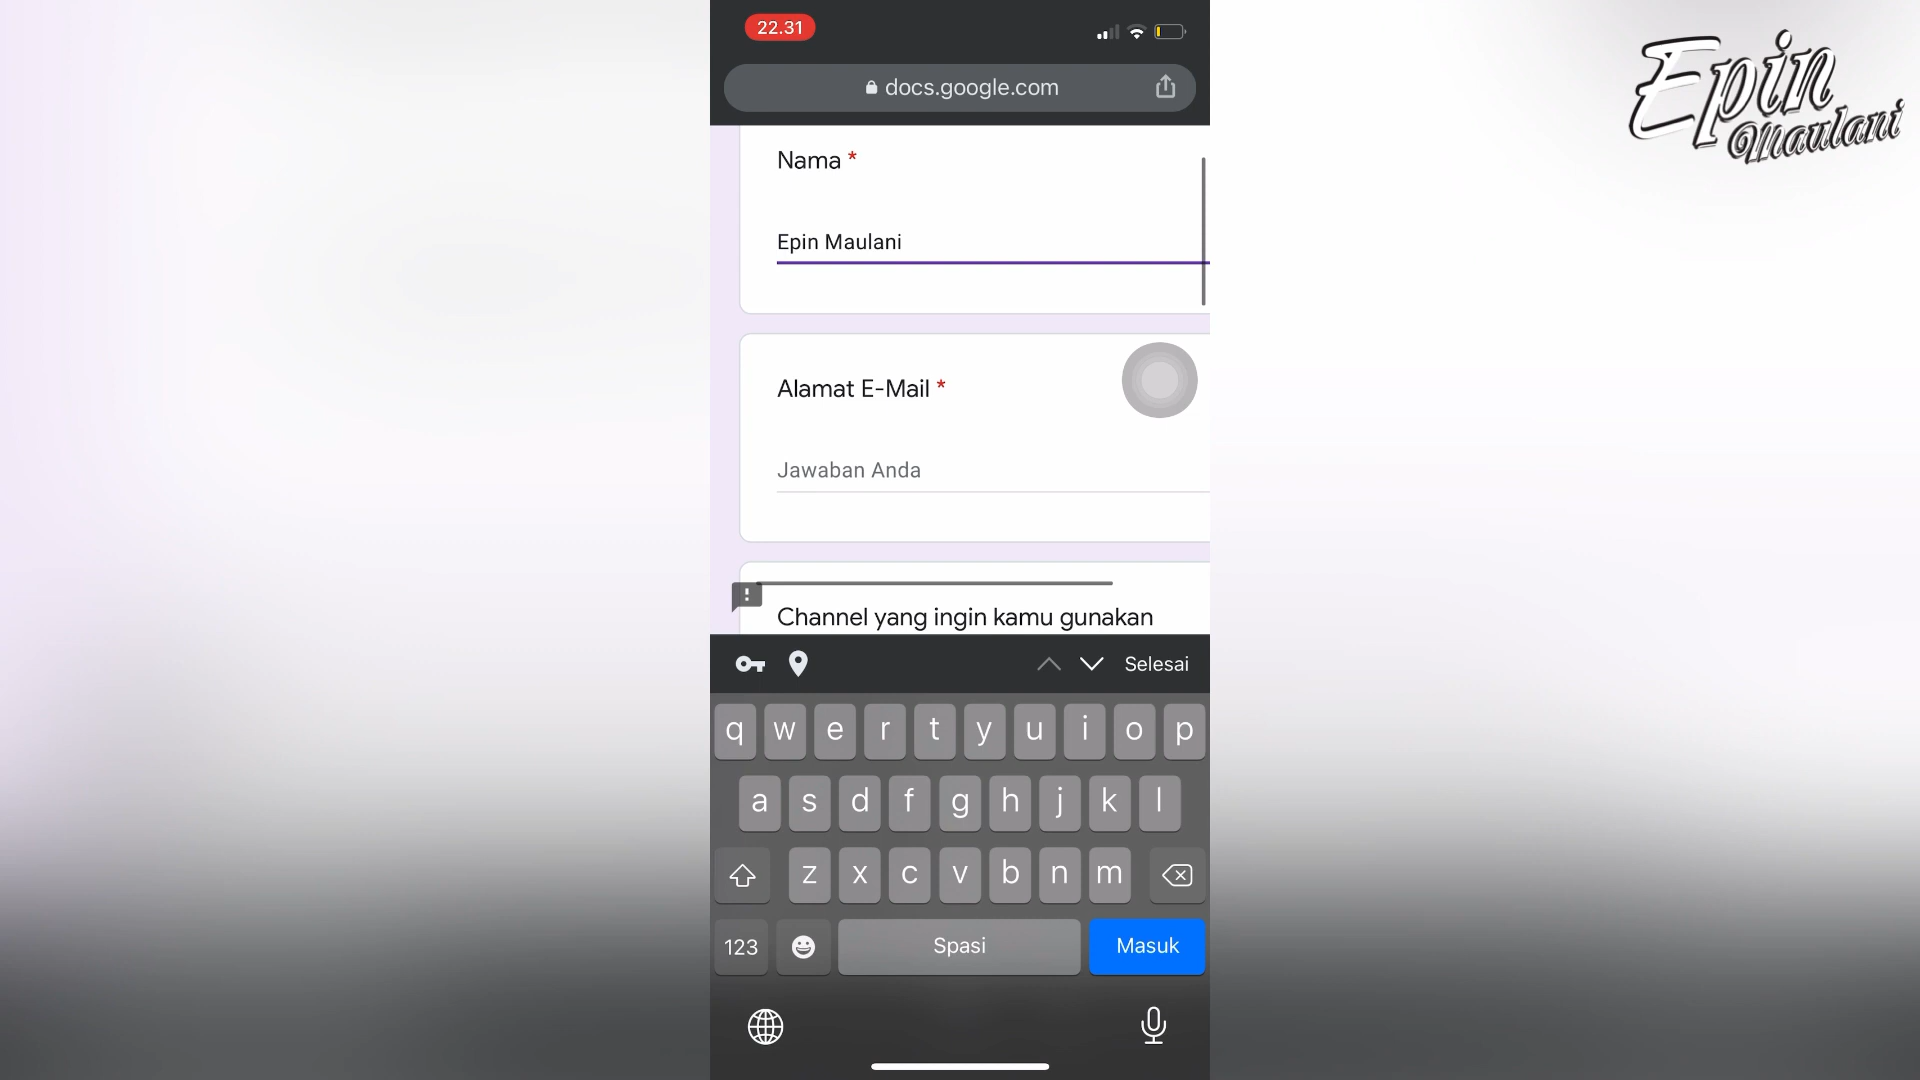 22.31
docs.google.com
Epin
Maulani
Nama *
Epin Maulani
Alamat E-Mail *
Jawaban Anda
Channel yang ingin kamu gunakan
Selesai
q w e r t y u i o p
a s d f g h j k l
z x c v b n m
123 Spasi Masuk